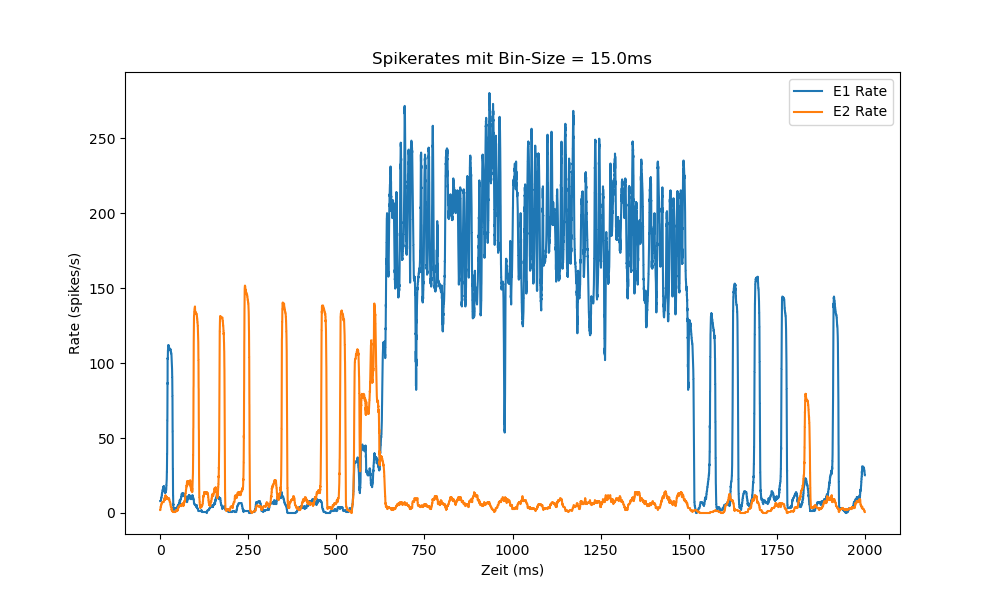 Spikerates mit Bin-Size = 15.0ms
E1 Rate
E2 Rate
250
200
150
100
50
0
Rate (spikes/s)
0 250 500 750 1000 1250 1500 1750 2000
Zeit (ms)